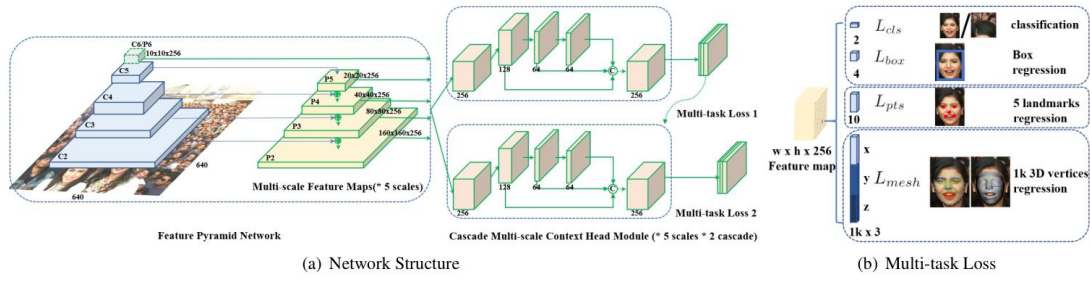 C6/P6
10x10x256
C5
C4
C3
C2
640
640
P5
20x20x256
P4
40x40x256
P3
80x80x256
160x160x256
P2
Multi-scale Feature Maps(* 5 scales)
Feature Pyramid Network
256
128
64
64
C
256
Multi-task Loss 1
256
128
64
64
C
256
Multi-task Loss 2
Cascade Multi-scale Context Head Module (* 5 scales * 2 cascade)
(a) Network Structure
w x h x 256
Feature map
2
L_cls
/
classification
4
L_box
Box
regression
10
L_pts
5 landmarks
regression
x
y
z
L_mesh
1k 3D vertices
regression
1k x 3
(b) Multi-task Loss